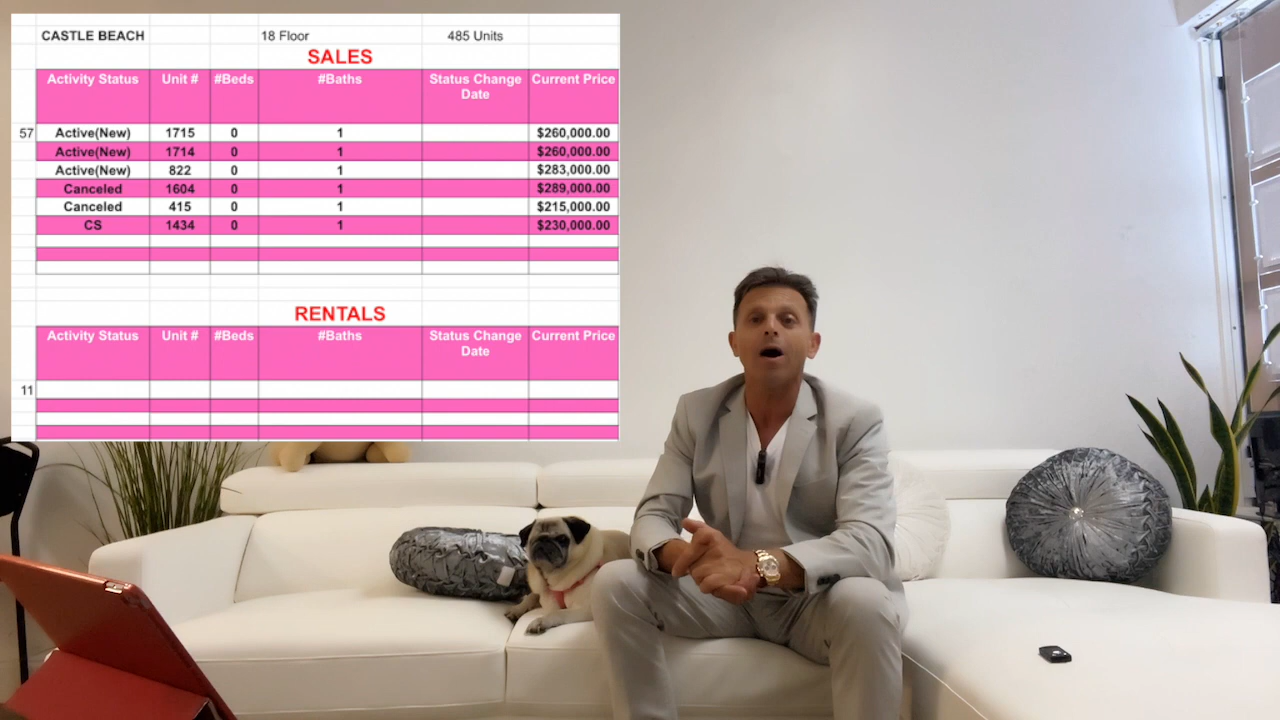 CASTLE BEACH 18 Floor 485 Units
SALES
Activity Status Unit # #Beds #Baths Status Change Date Current Price
57 Active(New) 1715 0 1 $260,000.00
Active(New) 1714 0 1 $260,000.00
Active(New) 822 0 1 $283,000.00
Canceled 1604 0 1 $289,000.00
Canceled 415 0 1 $215,000.00
CS 1434 0 1 $230,000.00
RENTALS
Activity Status Unit # #Beds #Baths Status Change Date Current Price
11